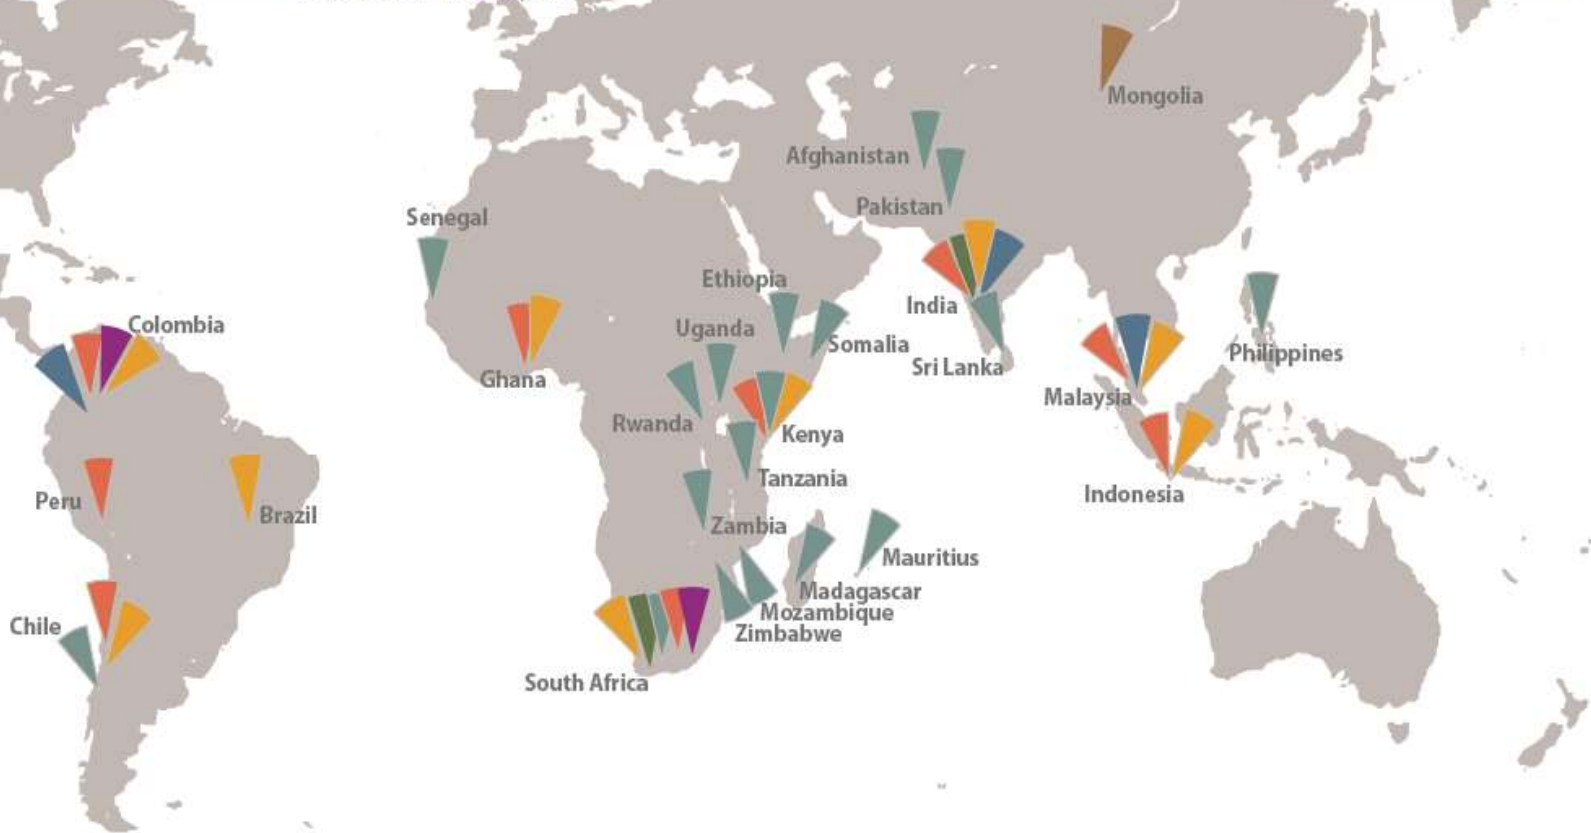 Mongolia
Afghanistan
Pakistan
Senegal
Ethiopia
India
Colombia
Uganda
Somalia
Philippines
Sri Lanka
Ghana
Malaysia
Rwanda
Kenya
Tanzania
Indonesia
Peru
Brazil
Zambia
Mauritius
Madagascar
Mozambique
Chile
Zimbabwe
South Africa